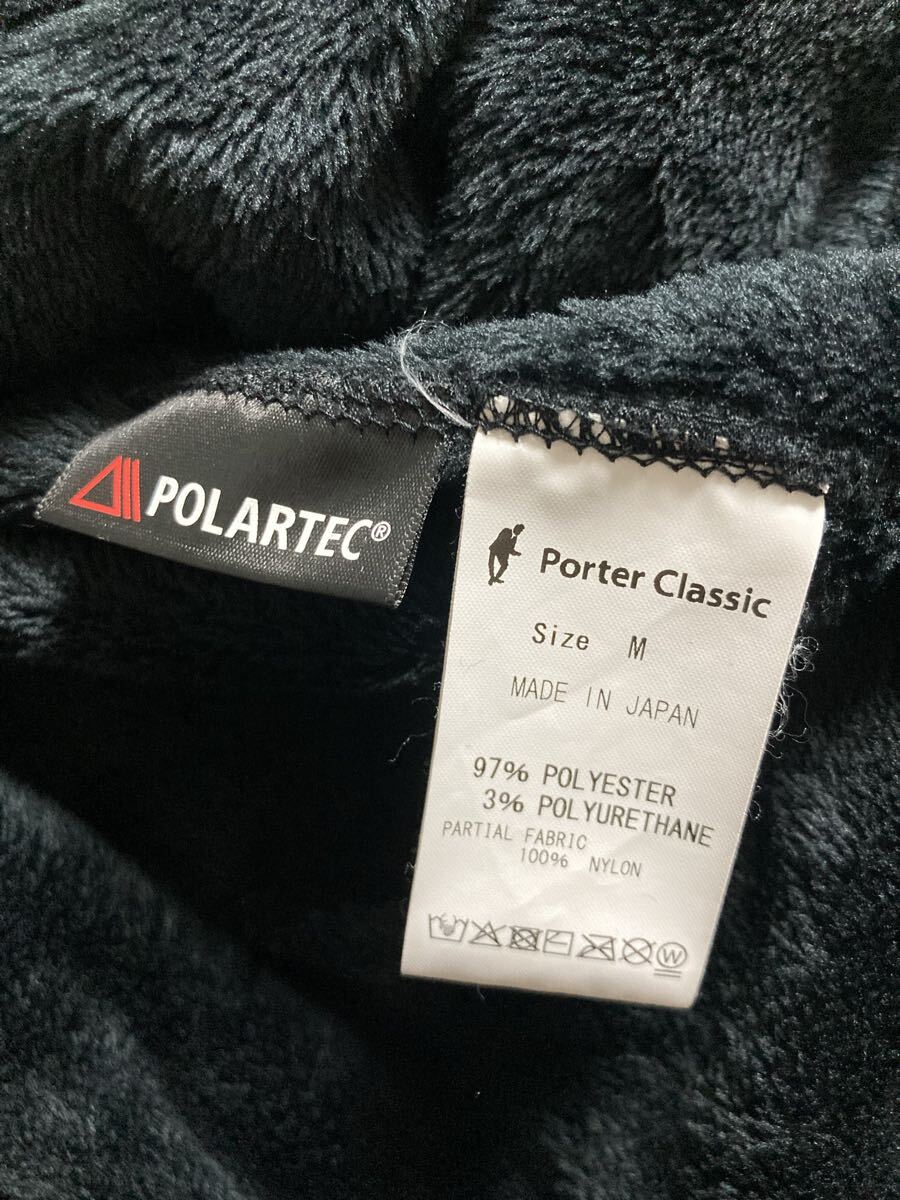 POLARTEC®
Porter Classic
Size M
MADE IN JAPAN
97% POLYESTER
3% POLYURETHANE
PARTIAL FABRIC
100% NYLON
W